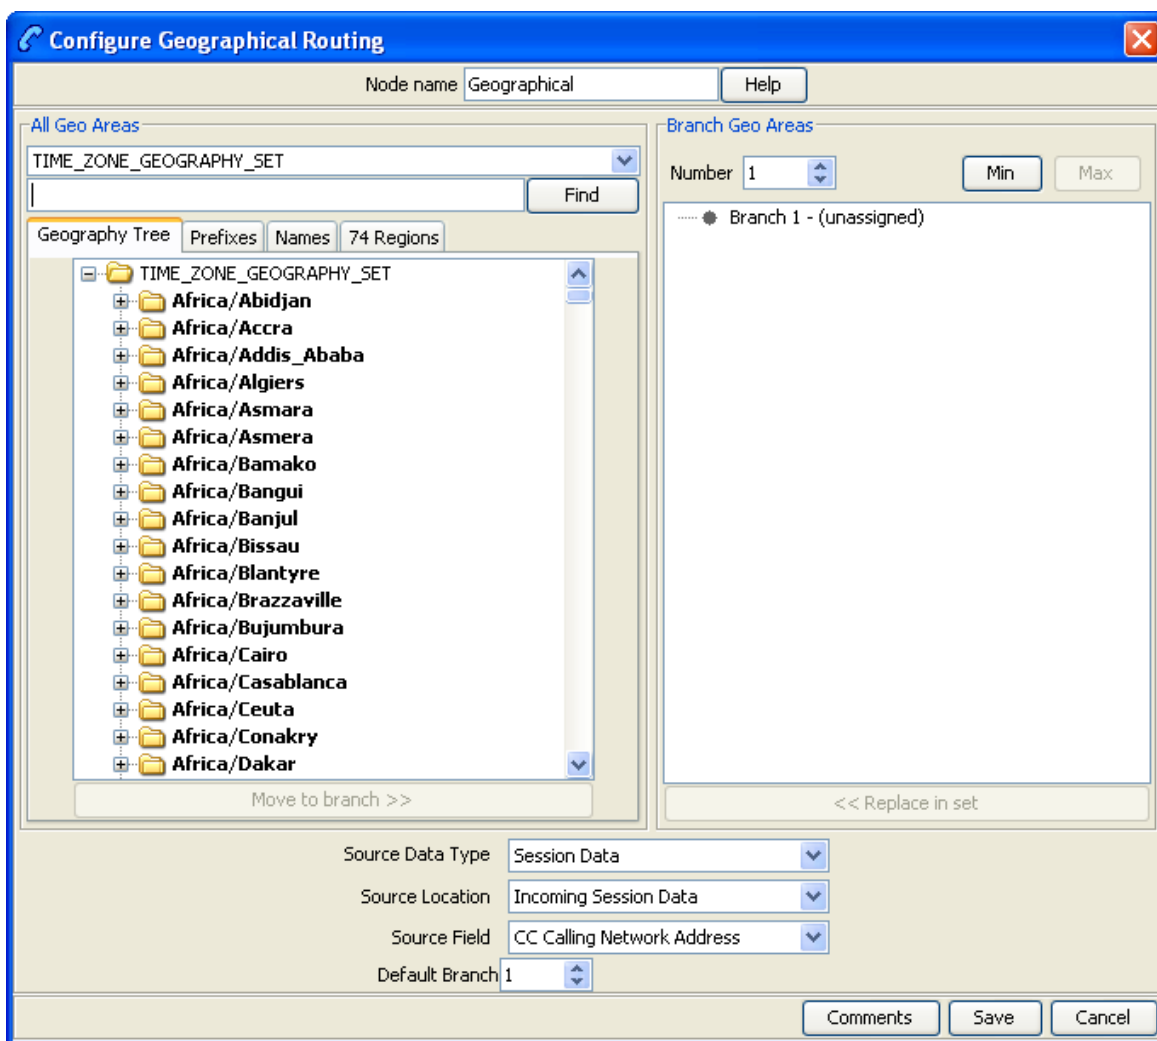 Configure Geographical Routing
Node name Geographical Help
All Geo Areas
TIME_ZONE_GEOGRAPHY_SET
Find
Geography Tree Prefixes Names 74 Regions
TIME_ZONE_GEOGRAPHY_SET
Africa/Abidjan
Africa/Accra
Africa/Addis_Ababa
Africa/Algiers
Africa/Asmara
Africa/Asmera
Africa/Bamako
Africa/Bangui
Africa/Banjul
Africa/Bissau
Africa/Blantyre
Africa/Brazzaville
Africa/Bujumbura
Africa/Cairo
Africa/Casablanca
Africa/Ceuta
Africa/Conakry
Africa/Dakar
Move to branch >>
Branch Geo Areas
Number 1 Min Max
Branch 1 - (unassigned)
<< Replace in set
Source Data Type Session Data
Source Location Incoming Session Data
Source Field CC Calling Network Address
Default Branch 1
Comments Save Cancel